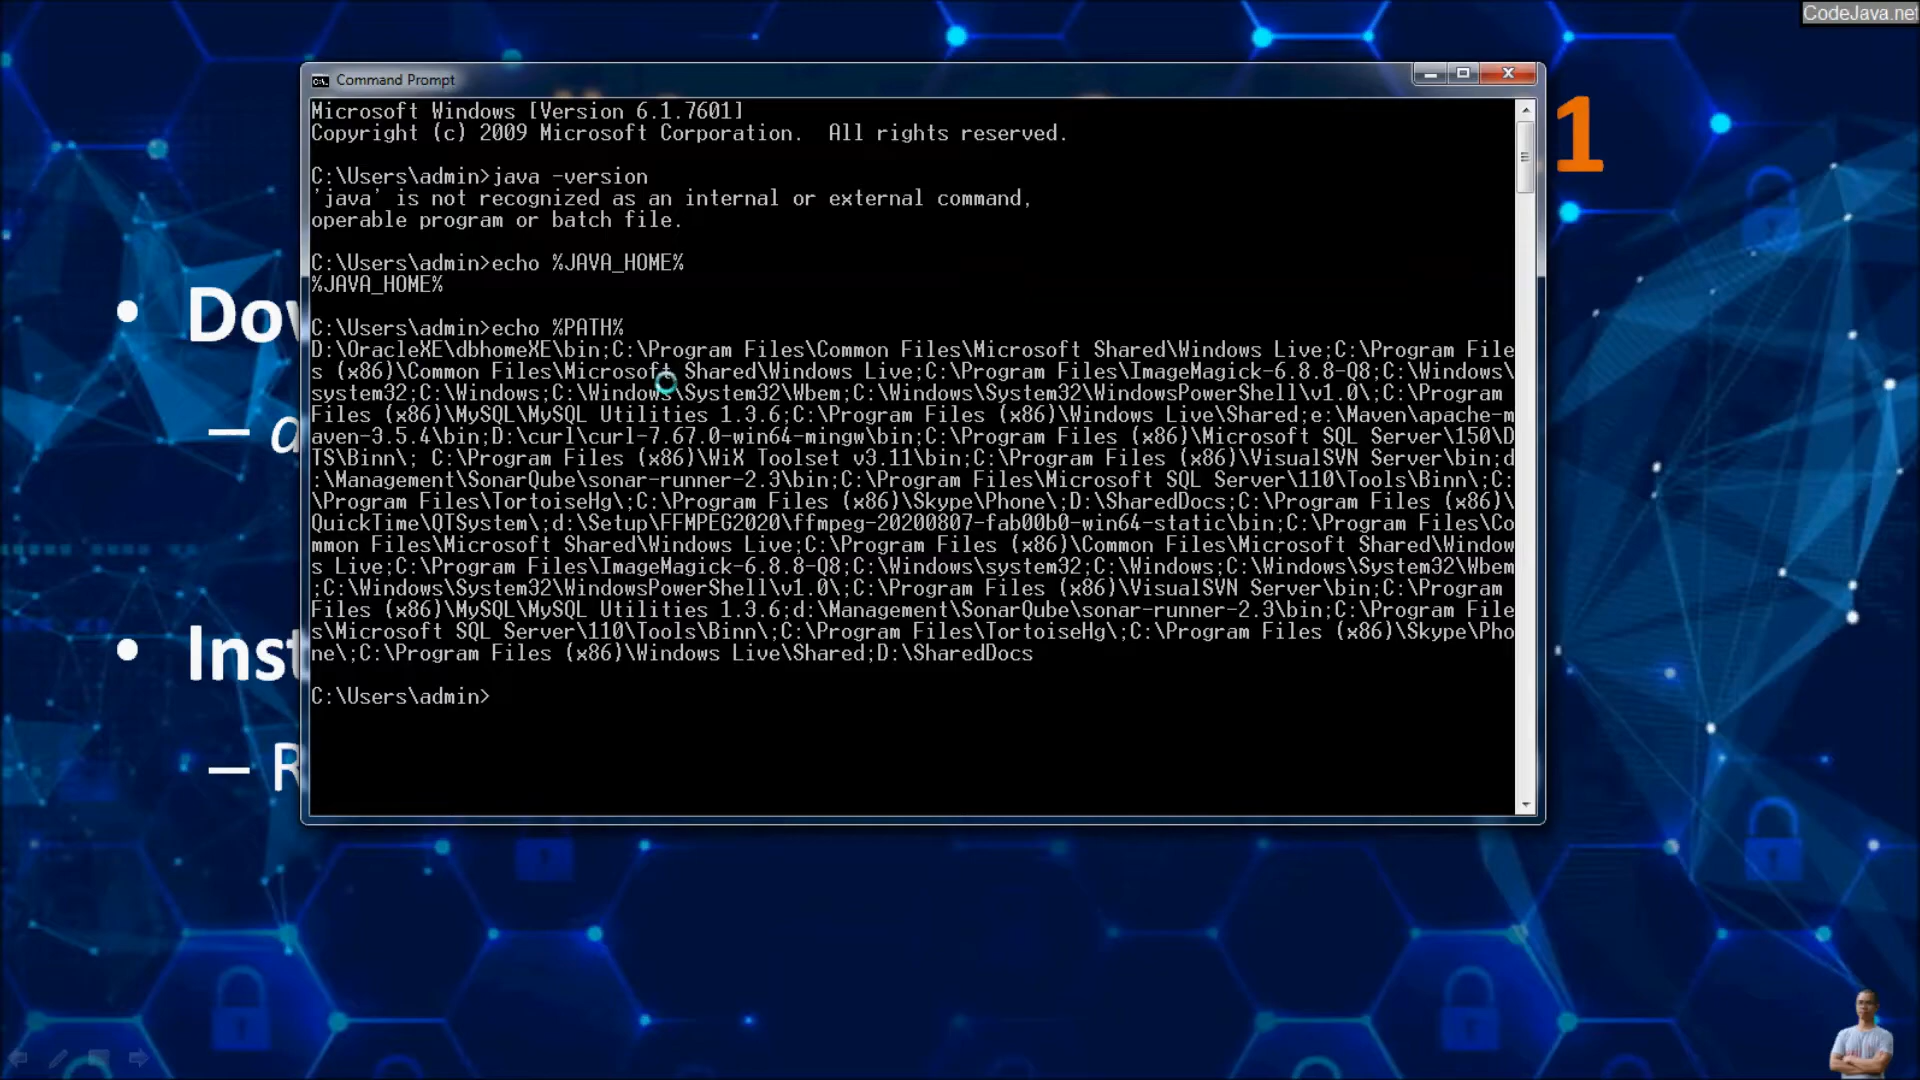 CodeJava.net
Command Prompt
Microsoft Windows [Version 6.1.7601]
1
Copyright (c) 2009 Microsoft Corporation.  All rights reserved.
C:\Users\admin>java -version
'java' is not recognized as an internal or external command,
operable program or batch file.
C:\Users\admin>echo %JAVA_HOME%
%JAVA_HOME%
C:\Users\admin>echo %PATH%
D:\OracleXE\dbhomeXE\bin;C:\Program Files\Common Files\Microsoft Shared\Windows Live;C:\Program File
s (x86)\Common Files\Microsoft Shared\Windows Live;C:\Program Files\ImageMagick-6.8.8-Q8;C:\Windows\
system32;C:\Windows;C:\Windows\System32\Wbem;C:\Windows\System32\WindowsPowerShell\v1.0\;C:\Program
Files (x86)\MySQL\MySQL Utilities 1.3.6;C:\Program Files (x86)\Windows Live\Shared;e:\Maven\apache-m
aven-3.5.4\bin;D:\curl\curl-7.67.0-win64-mingw\bin;C:\Program Files (x86)\Microsoft SQL Server\150\D
TS\Binn\; C:\Program Files (x86)\WiX Toolset v3.11\bin;C:\Program Files (x86)\VisualSVN Server\bin;d
:\Management\SonarQube\sonar-runner-2.3\bin;C:\Program Files\Microsoft SQL Server\110\Tools\Binn\;C:
\Program Files\TortoiseHg\;C:\Program Files (x86)\Skype\Phone\;D:\SharedDocs;C:\Program Files (x86)\
QuickTime\QTSystem\;d:\Setup\FFMPEG2020\ffmpeg-20200807-fab00b0-win64-static\bin;C:\Program Files\Co
mmon Files\Microsoft Shared\Windows Live;C:\Program Files (x86)\Common Files\Microsoft Shared\Window
s Live;C:\Program Files\ImageMagick-6.8.8-Q8;C:\Windows\system32;C:\Windows;C:\Windows\System32\Wbem
;C:\Windows\System32\WindowsPowerShell\v1.0\;C:\Program Files (x86)\VisualSVN Server\bin;C:\Program
Files (x86)\MySQL\MySQL Utilities 1.3.6;d:\Management\SonarQube\sonar-runner-2.3\bin;C:\Program File
s\Microsoft SQL Server\110\Tools\Binn\;C:\Program Files\TortoiseHg\;C:\Program Files (x86)\Skype\Pho
ne\;C:\Program Files (x86)\Windows Live\Shared;D:\SharedDocs
C:\Users\admin>